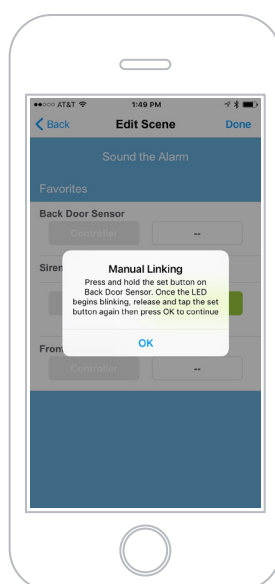 AT&T 1:49 PM
Back Edit Scene Done
Sound the Alarm
Favorites
Back Door Sensor
Controller --
Siren
Manual Linking
Press and hold the set button on
Back Door Sensor. Once the LED
begins blinking, release and tap the set
button again then press OK to continue
OK
Fron
Controller --